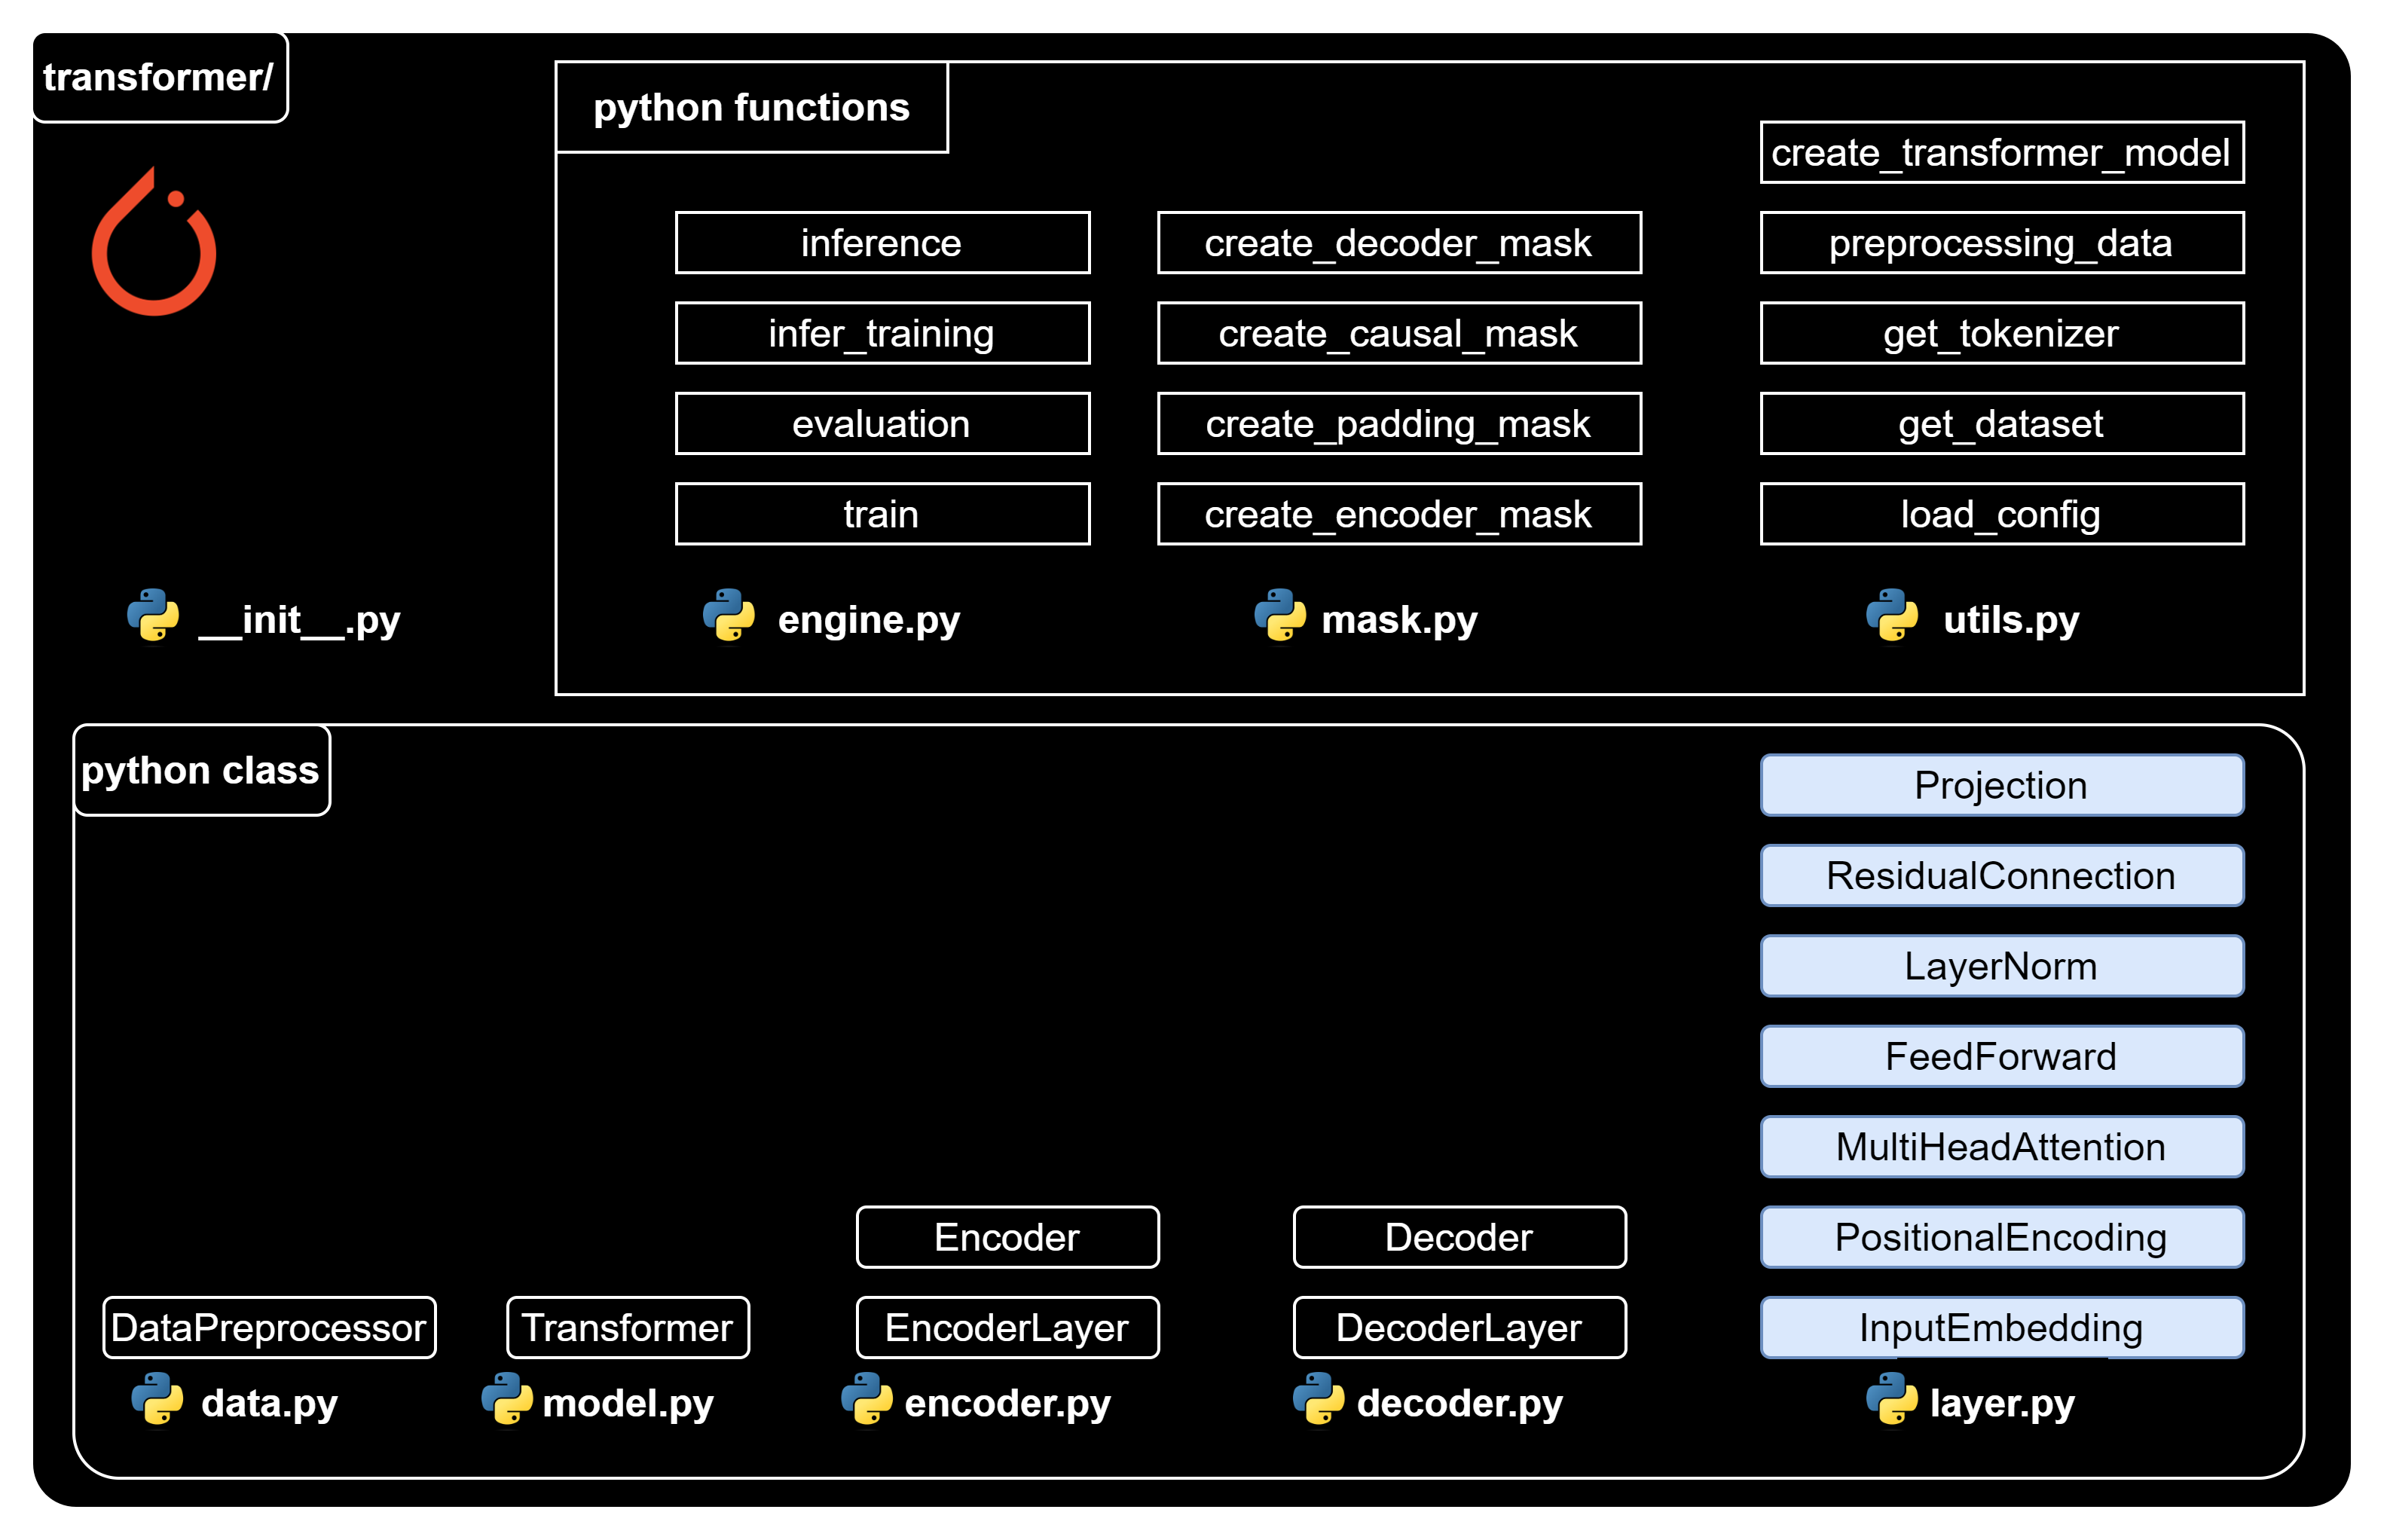 transformer/
python functions
create_transformer_model
inference
create_decoder_mask
preprocessing_data
infer_training
create_causal_mask
get_tokenizer
evaluation
create_padding_mask
get_dataset
train
create_encoder_mask
load_config
__init__.py
engine.py
mask.py
utils.py
python class
Projection
ResidualConnection
LayerNorm
FeedForward
MultiHeadAttention
Encoder
Decoder
PositionalEncoding
DataPreprocessor
Transformer
EncoderLayer
DecoderLayer
InputEmbedding
data.py
model.py
encoder.py
decoder.py
layer.py